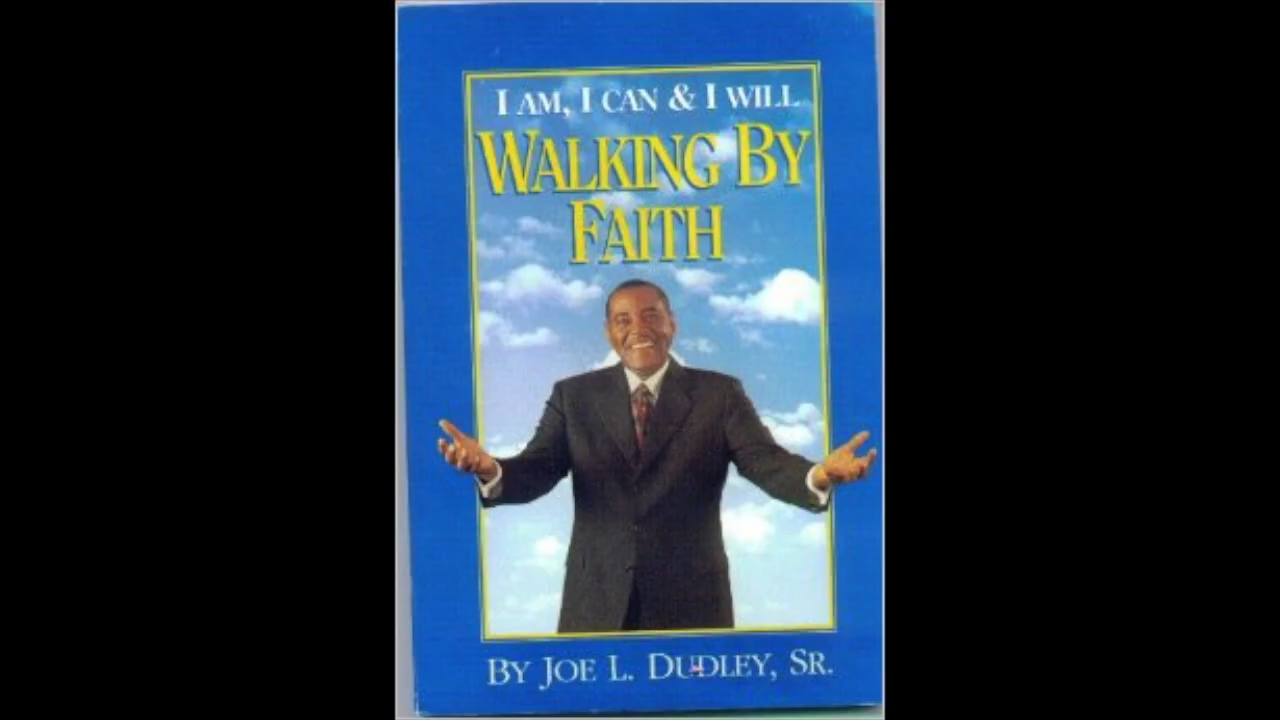 I AM, I CAN & I WILL
WALKING BY
FAITH
BY JOE L. DUDLEY, SR.